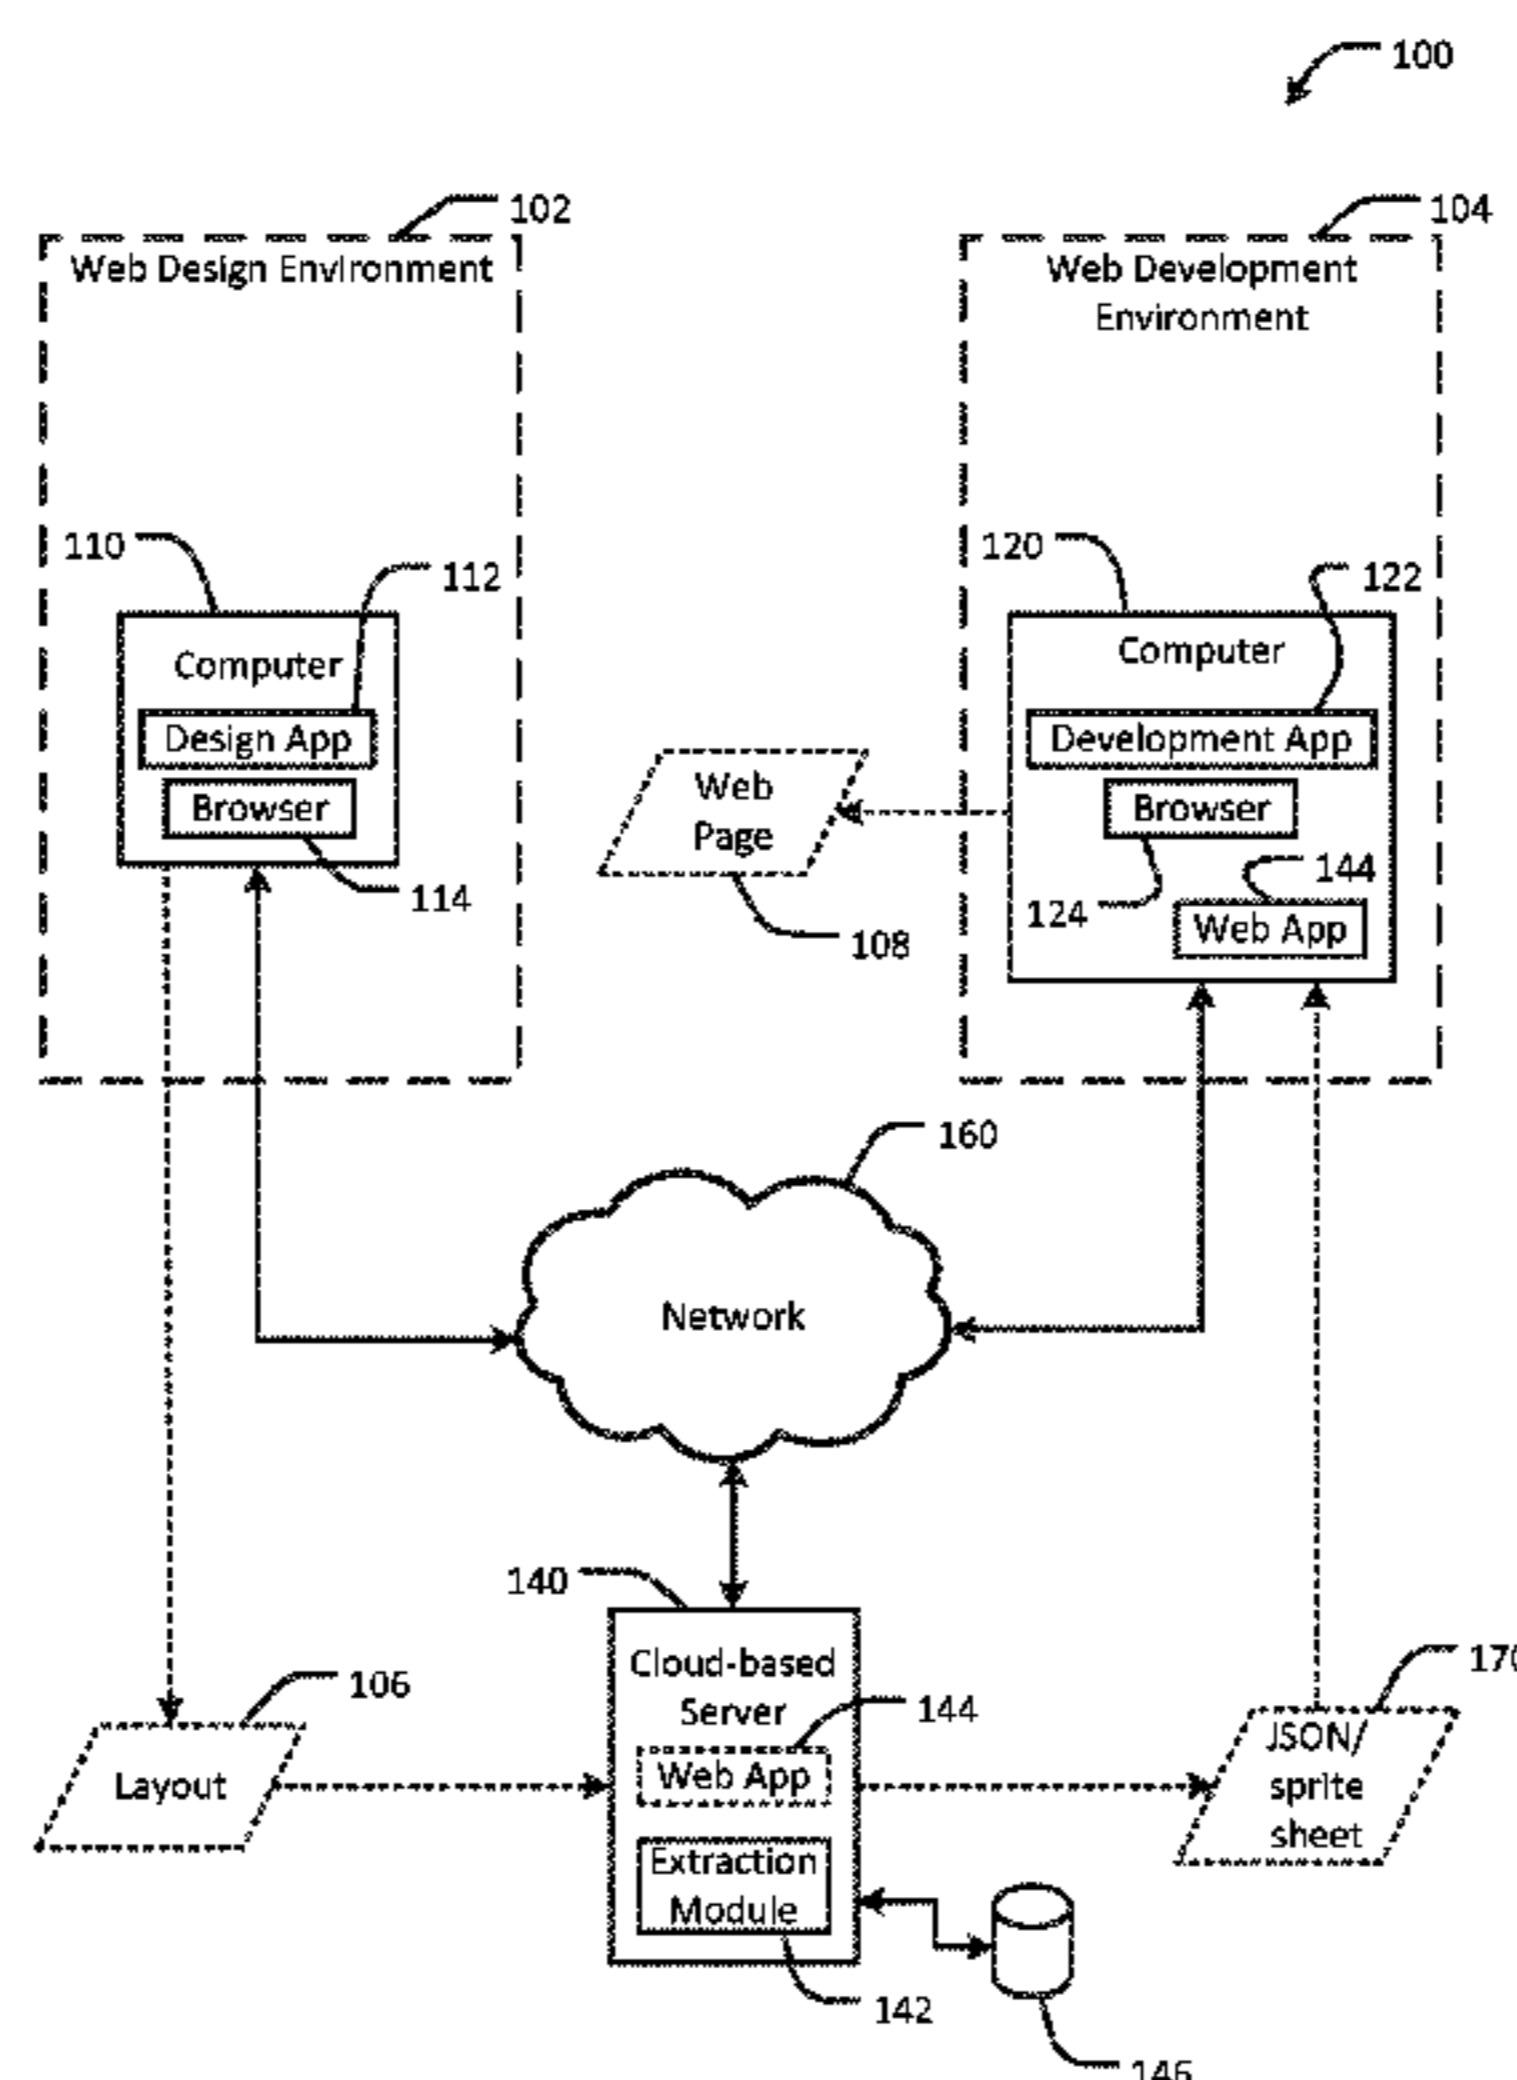 100
102
104
Web Design Environment
Web Development
Environment
110
112
120
122
Computer
Computer
Design App
Development App
Browser
Browser
Web
Page
114
124
144
Web App
108
160
Network
140
Cloud-based
Server
106
144
170
Layout
Web App
JSON/
sprite
sheet
Extraction
Module
142
146